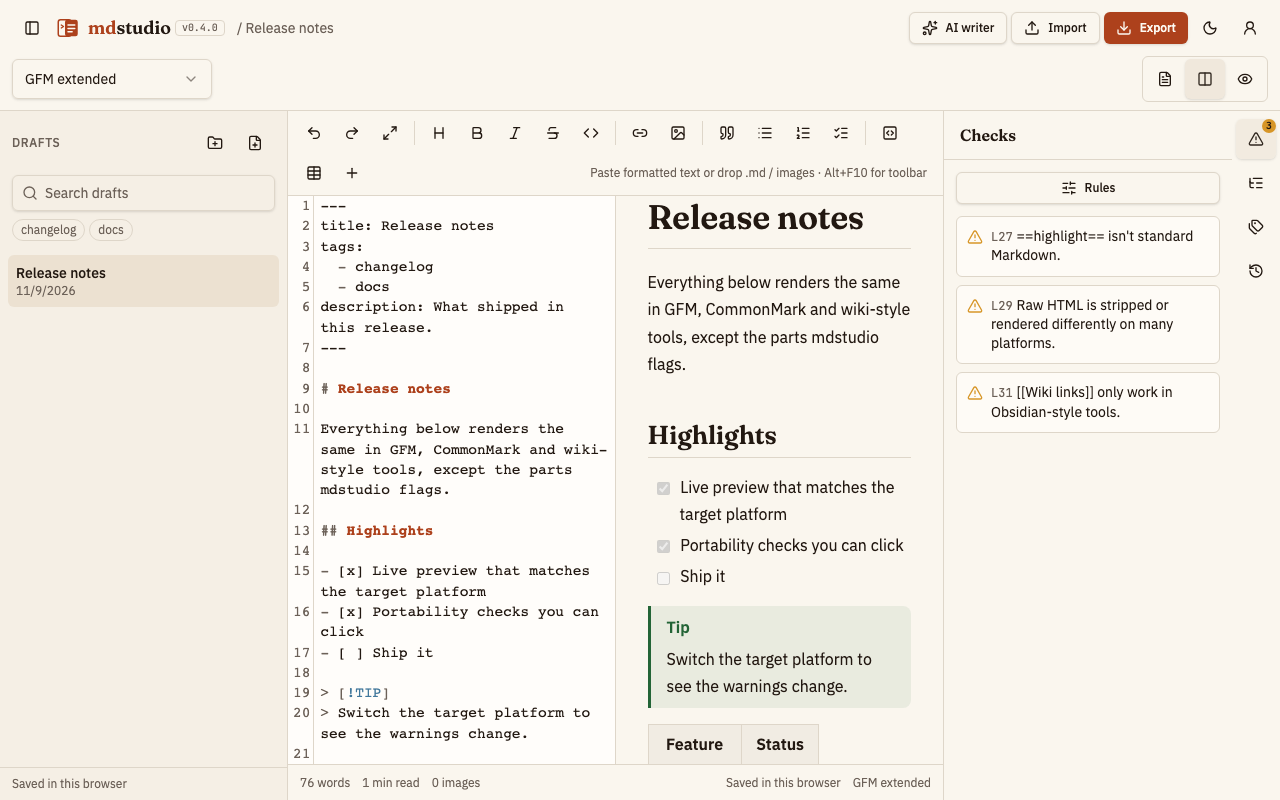 mdstudio v0.4.0 / Release notes
AI writer
Import
Export
GFM extended
DRAFTS
Search drafts
changelog docs
Release notes
11/9/2026
Saved in this browser
Paste formatted text or drop .md / images · Alt+F10 for toolbar
1 ---
2 title: Release notes
3 tags:
4   - changelog
5   - docs
6 description: What shipped in
this release.
7 ---
8
9 # Release notes
10
11 Everything below renders the
same in GFM, CommonMark and wiki-
style tools, except the parts
mdstudio flags.
12
13 ## Highlights
14
15 - [x] Live preview that matches
the target platform
16 - [x] Portability checks you can
click
17 - [ ] Ship it
18
19 > [!TIP]
20 > Switch the target platform to
see the warnings change.
21
Release notes
Everything below renders the same
in GFM, CommonMark and wiki-style
tools, except the parts mdstudio
flags.
Highlights
Live preview that matches the
target platform
Portability checks you can click
Ship it
Tip
Switch the target platform to
see the warnings change.
Feature Status
76 words 1 min read 0 images
Saved in this browser GFM extended
Checks
3
Rules
L27 ==highlight== isn't standard
Markdown.
L29 Raw HTML is stripped or
rendered differently on many
platforms.
L31 [[Wiki links]] only work in
Obsidian-style tools.